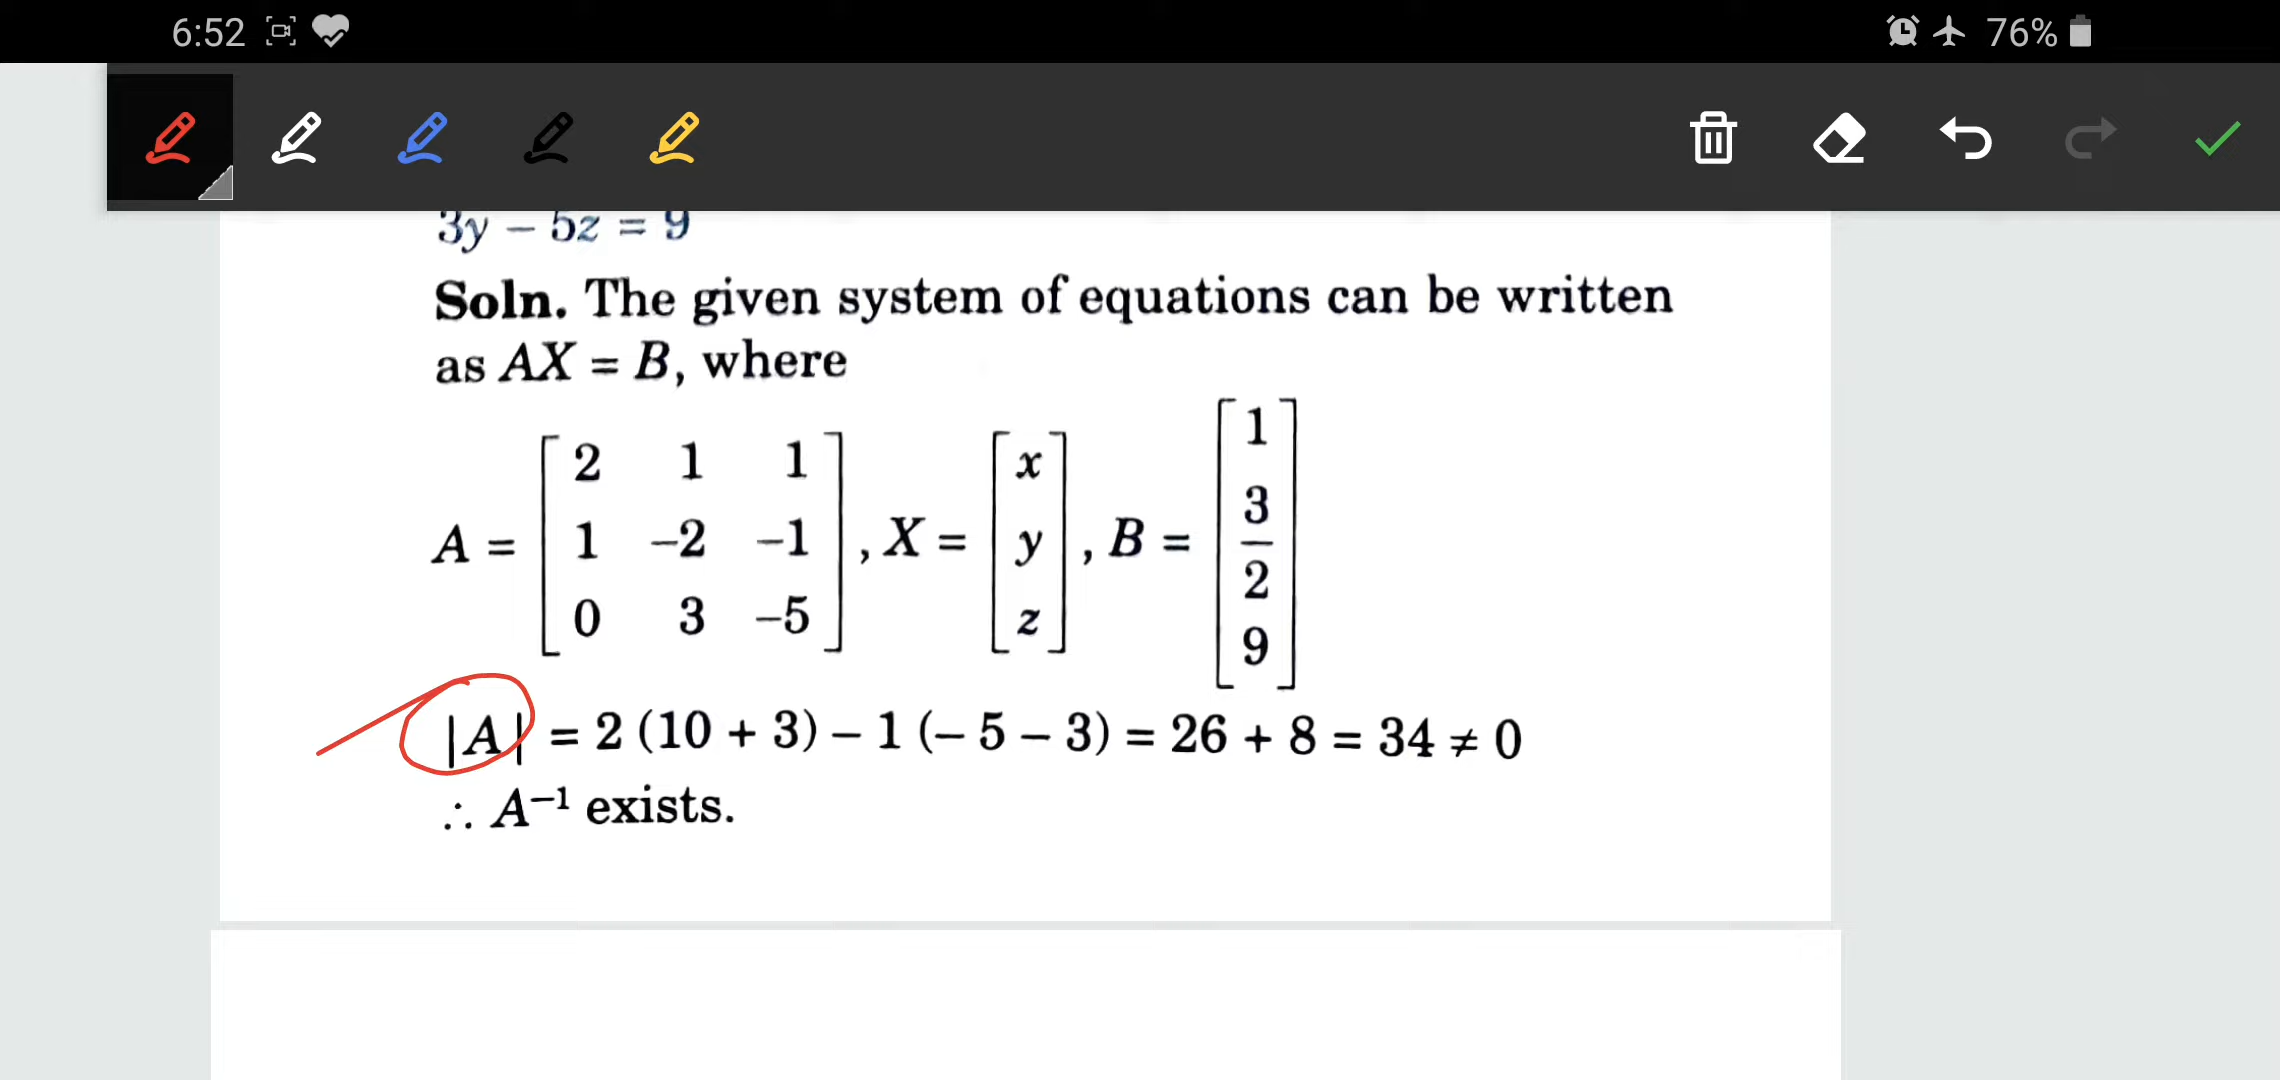 6:52 76%
3y – 5z = 9
Soln. The given system of equations can be written
as AX = B, where
A = [ 2 1 1 ; 1 –2 –1 ; 0 3 –5 ], X = [ x ; y ; z ], B = [ 1 ; 3/2 ; 9 ]
|A| = 2 (10 + 3) – 1 (– 5 – 3) = 26 + 8 = 34 ≠ 0
∴ A⁻¹ exists.